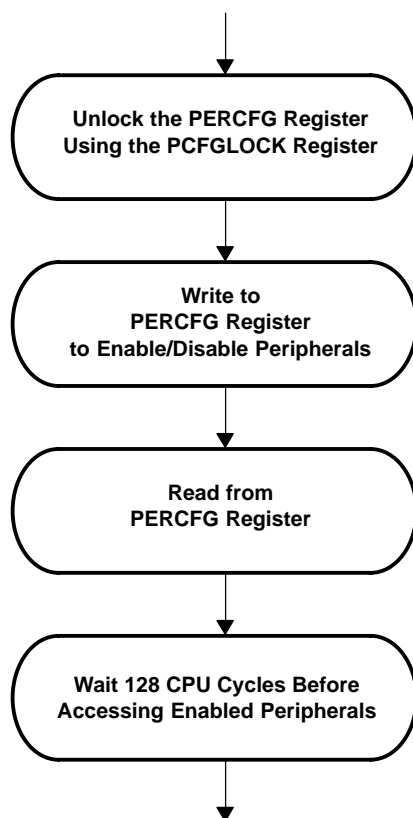 Unlock the PERCFG Register
Using the PCFGLOCK Register
Write to
PERCFG Register
to Enable/Disable Peripherals
Read from
PERCFG Register
Wait 128 CPU Cycles Before
Accessing Enabled Peripherals